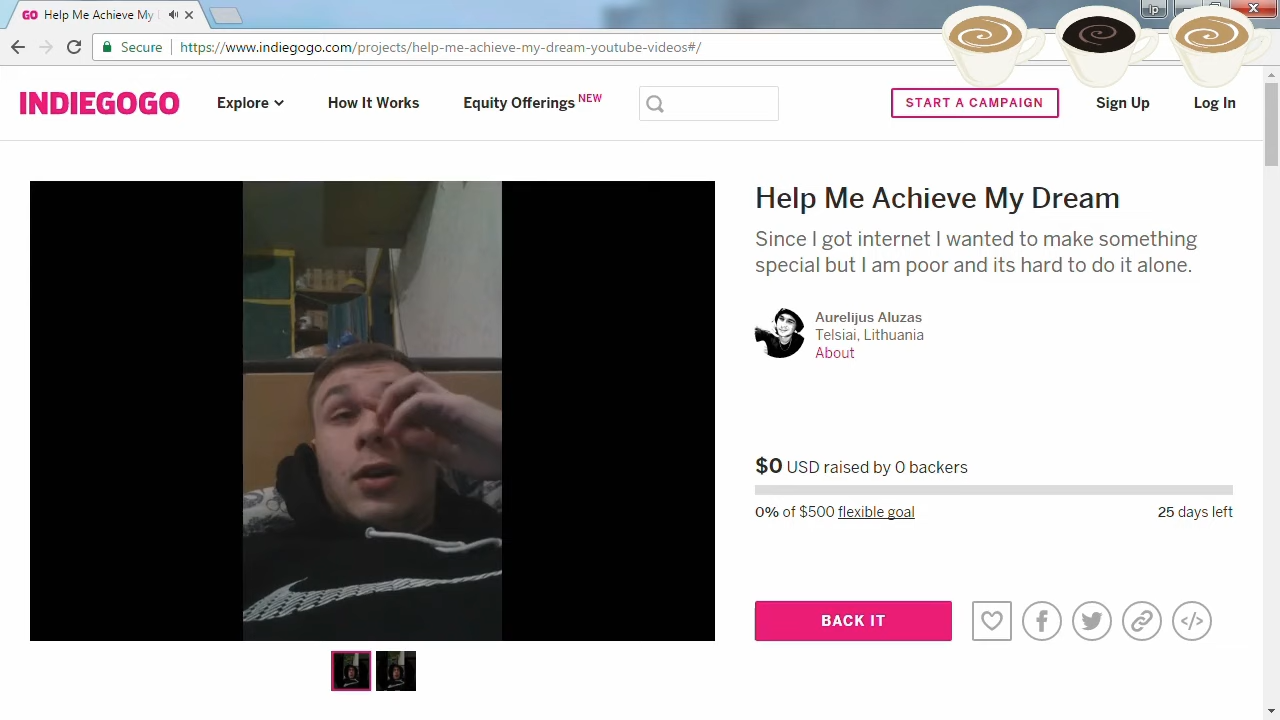 GO Help Me Achieve My
lp
Secure https://www.indiegogo.com/projects/help-me-achieve-my-dream-youtube-videos#/
INDIEGOGO Explore How It Works Equity Offerings NEW START A CAMPAIGN Sign Up Log In
Help Me Achieve My Dream
Since I got internet I wanted to make something
special but I am poor and its hard to do it alone.
Aurelijus Aluzas
Telsiai, Lithuania
About
$0 USD raised by 0 backers
0% of $500 flexible goal 25 days left
BACK IT